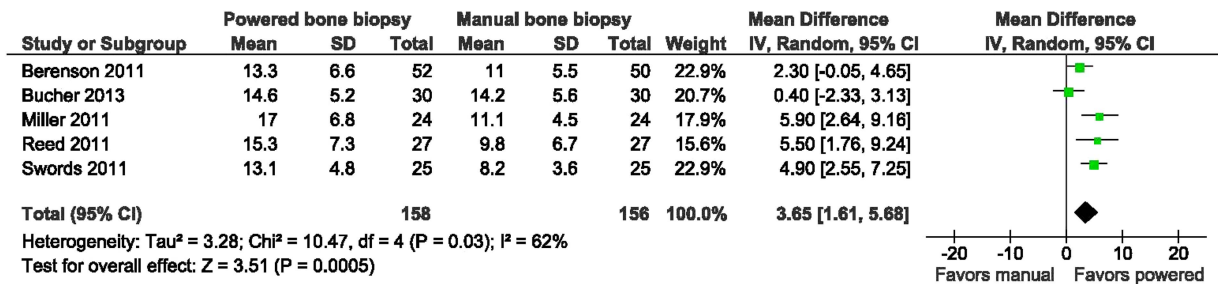 Powered bone biopsy Manual bone biopsy Mean Difference Mean Difference
Study or Subgroup Mean SD Total Mean SD Total Weight IV, Random, 95% CI IV, Random, 95% CI
Berenson 2011 13.3 6.6 52 11 5.5 50 22.9% 2.30 [-0.05, 4.65]
Bucher 2013 14.6 5.2 30 14.2 5.6 30 20.7% 0.40 [-2.33, 3.13]
Miller 2011 17 6.8 24 11.1 4.5 24 17.9% 5.90 [2.64, 9.16]
Reed 2011 15.3 7.3 27 9.8 6.7 27 15.6% 5.50 [1.76, 9.24]
Swords 2011 13.1 4.8 25 8.2 3.6 25 22.9% 4.90 [2.55, 7.25]
Total (95% CI) 158 156 100.0% 3.65 [1.61, 5.68]
Heterogeneity: Tau² = 3.28; Chi² = 10.47, df = 4 (P = 0.03); I² = 62%
Test for overall effect: Z = 3.51 (P = 0.0005)
-20 -10 0 10 20
Favors manual Favors powered